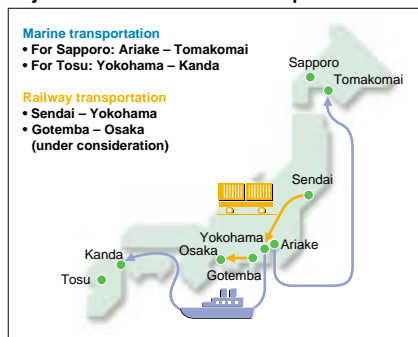 Marine transportation
• For Sapporo: Ariake – Tomakomai
• For Tosu: Yokohama – Kanda
Railway transportation
• Sendai – Yokohama
• Gotemba – Osaka
(under consideration)
Sapporo
Tomakomai
Sendai
Yokohama
Ariake
Kanda
Osaka
Gotemba
Tosu